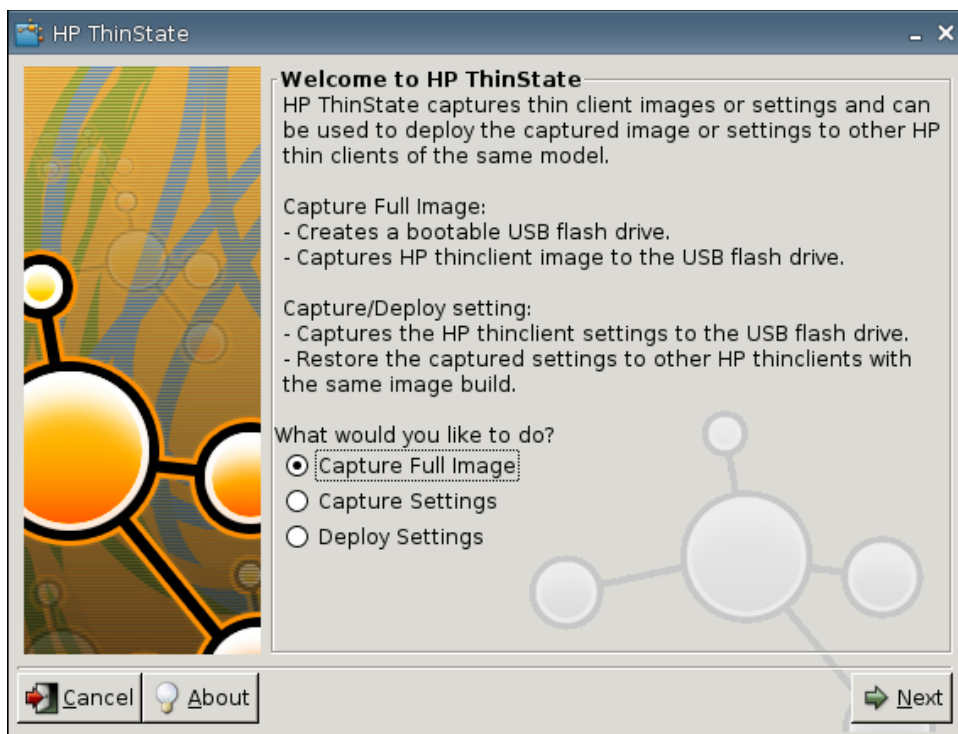 HP ThinState
Welcome to HP ThinState
HP ThinState captures thin client images or settings and can
be used to deploy the captured image or settings to other HP
thin clients of the same model.
Capture Full Image:
- Creates a bootable USB flash drive.
- Captures HP thinclient image to the USB flash drive.
Capture/Deploy setting:
- Captures the HP thinclient settings to the USB flash drive.
- Restore the captured settings to other HP thinclients with
the same image build.
What would you like to do?
Capture Full Image
Capture Settings
Deploy Settings
Cancel
About
Next